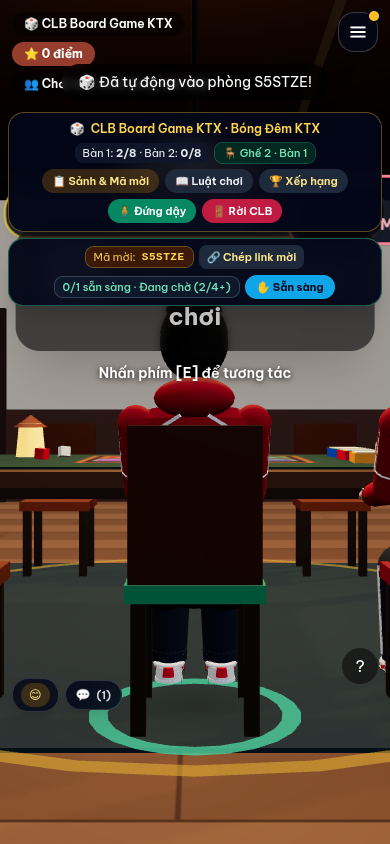 🎲 CLB Board Game KTX
⭐ 0 điểm
👥 Chơ
🎲 Đã tự động vào phòng S5STZE!
🎲 CLB Board Game KTX · Bóng Đêm KTX
Bàn 1: 2/8 · Bàn 2: 0/8
🪑 Ghế 2 · Bàn 1
📋 Sảnh & Mã mời
📖 Luật chơi
🏆 Xếp hạng
🧍 Đứng dậy
🚪 Rời CLB
Mã mời: S5STZE
🔗 Chép link mời
0/1 sẵn sàng · Đang chờ (2/4+)
✋ Sẵn sàng
chơi
Nhấn phím [E] để tương tác
💬 (1)
?